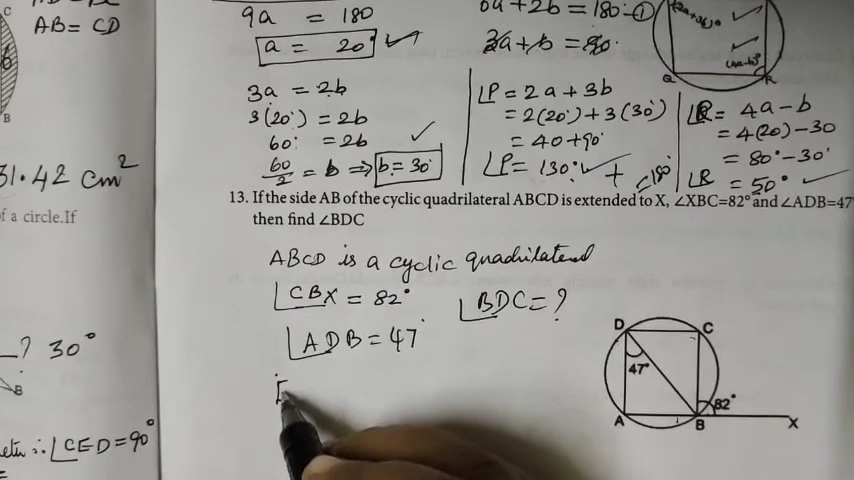 C
AB = CD
B
31.42 cm²
of a circle.If
? 30°
B
∴ ∠CED = 90°
9a = 180
a = 20°
3a = 2b
3(20°) = 2b
60° = 2b
60/2 = b ⇒ b = 30°
6a + 2b = 180 - ①
3a + b = 90
∠P = 2a + 3b
= 2(20°) + 3(30°)
= 40 + 90°
∠P = 130° + = 180°
(2a+3b)°
(4a-b)°
Q
R
∠R = 4a - b
= 4(20) - 30
= 80° - 30°
∠R = 50°
13. If the side AB of the cyclic quadrilateral ABCD is extended to X, ∠XBC=82° and ∠ADB=47°
then find ∠BDC
ABCD is a cyclic quadrilateral
∠CBX = 82°
∠BDC = ?
∠ADB = 47°
D
C
47°
82°
A
B
X